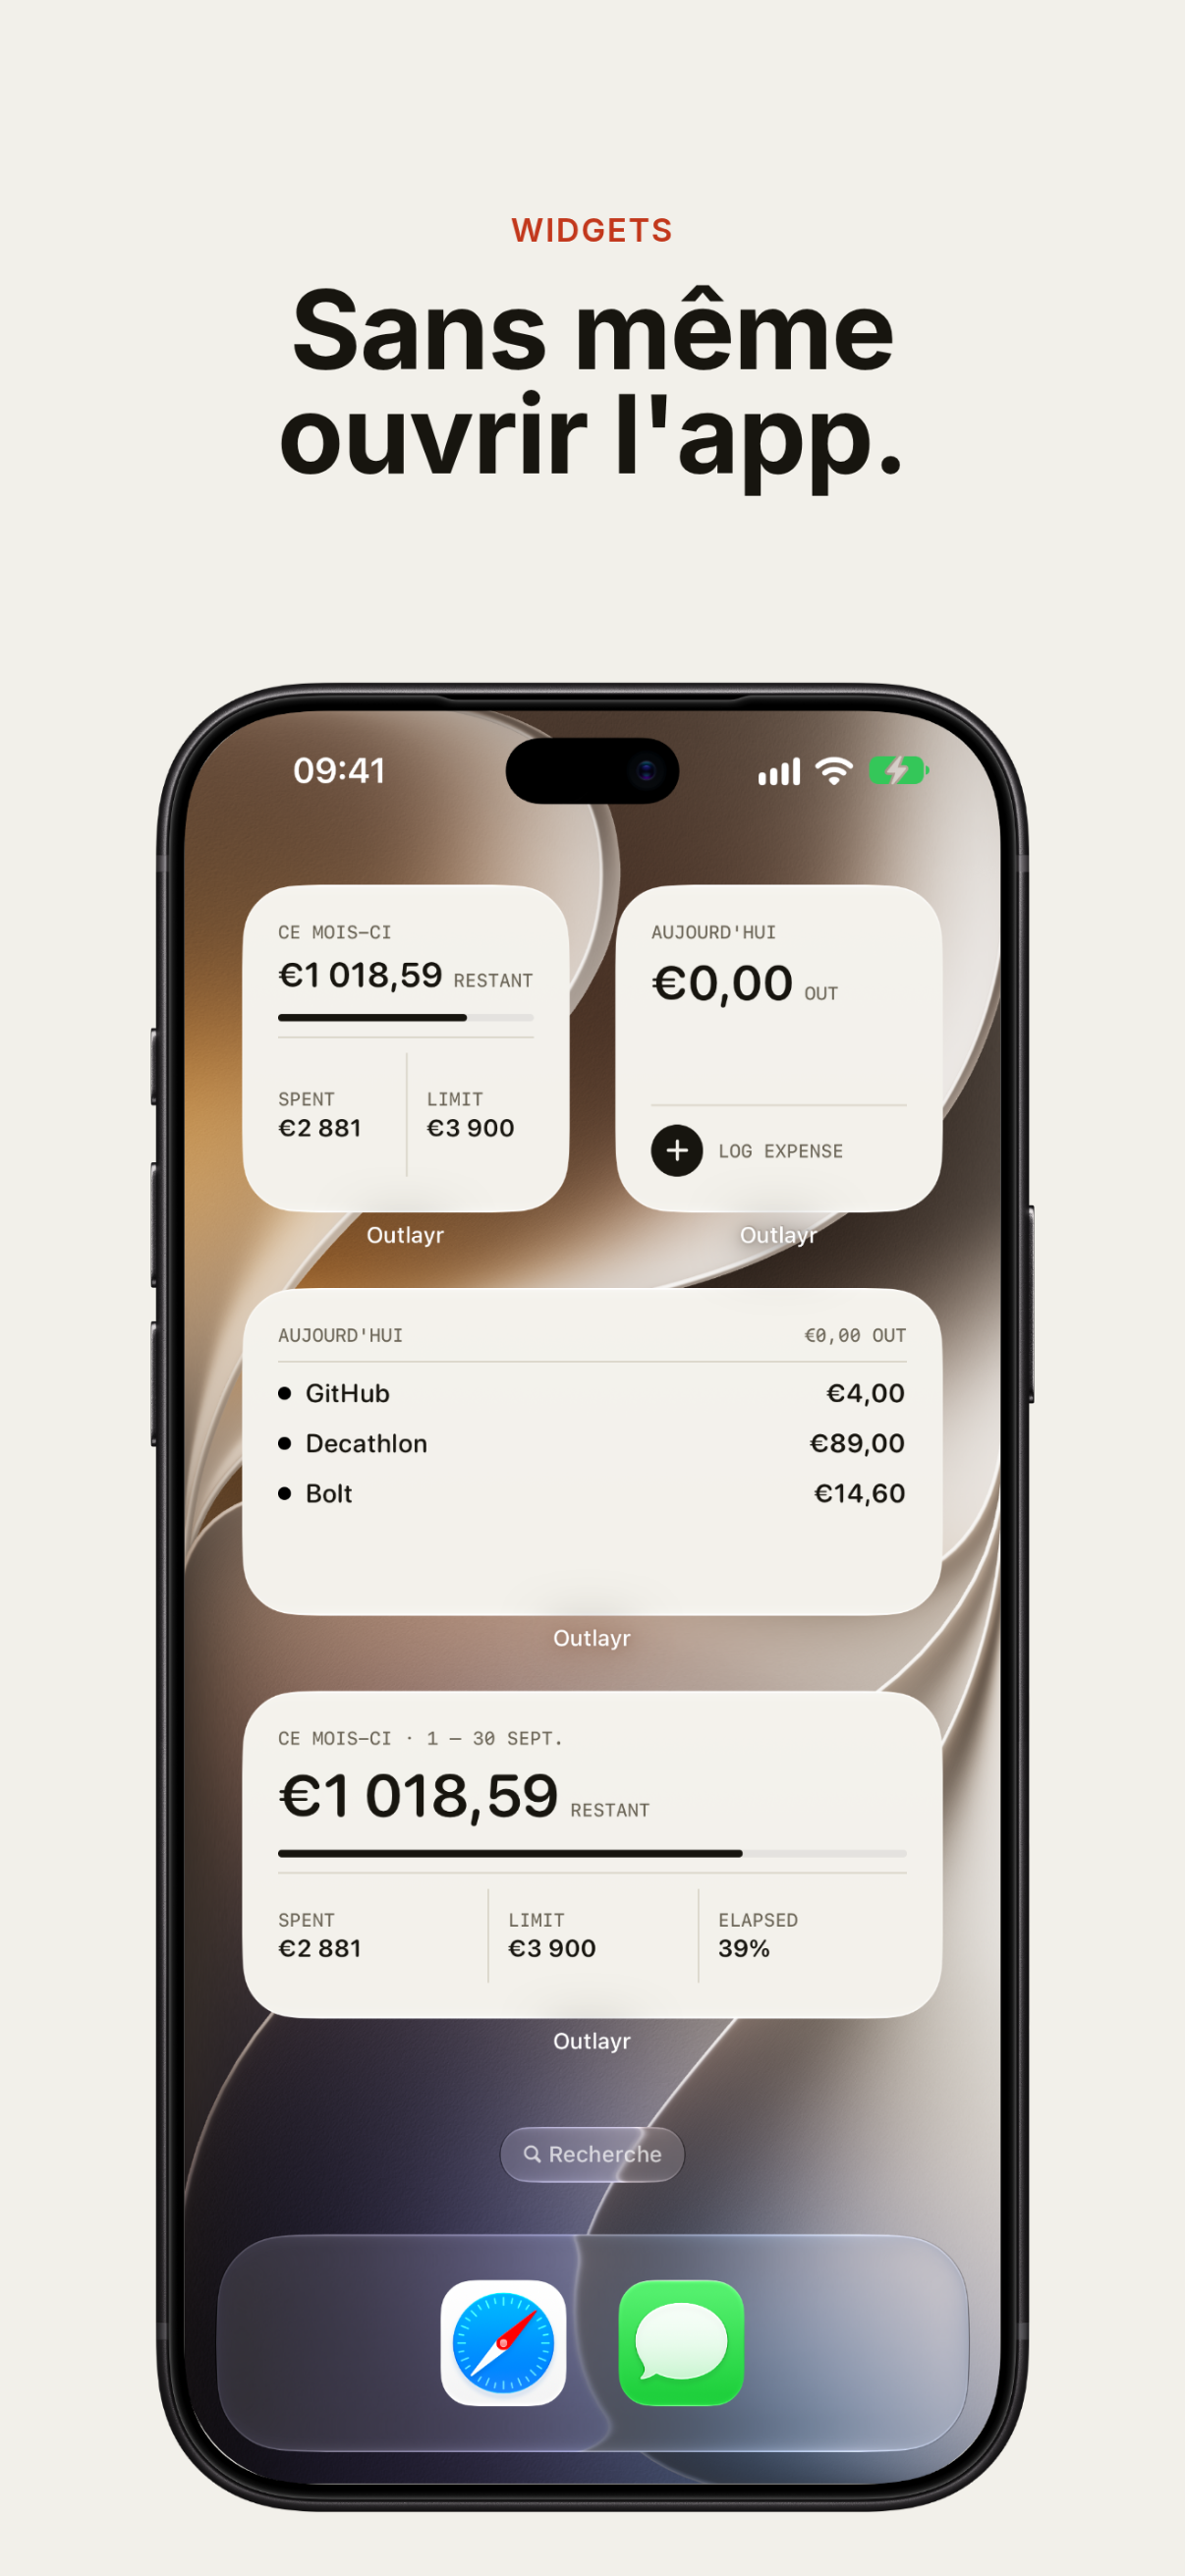 WIDGETS
Sans même
ouvrir l'app.
09:41
CE MOIS-CI
€1 018,59 RESTANT
SPENT
€2 881
LIMIT
€3 900
Outlayr
AUJOURD'HUI
€0,00 OUT
LOG EXPENSE
Outlayr
AUJOURD'HUI €0,00 OUT
GitHub €4,00
Decathlon €89,00
Bolt €14,60
Outlayr
CE MOIS-CI · 1 — 30 SEPT.
€1 018,59 RESTANT
SPENT
€2 881
LIMIT
€3 900
ELAPSED
39%
Outlayr
Recherche